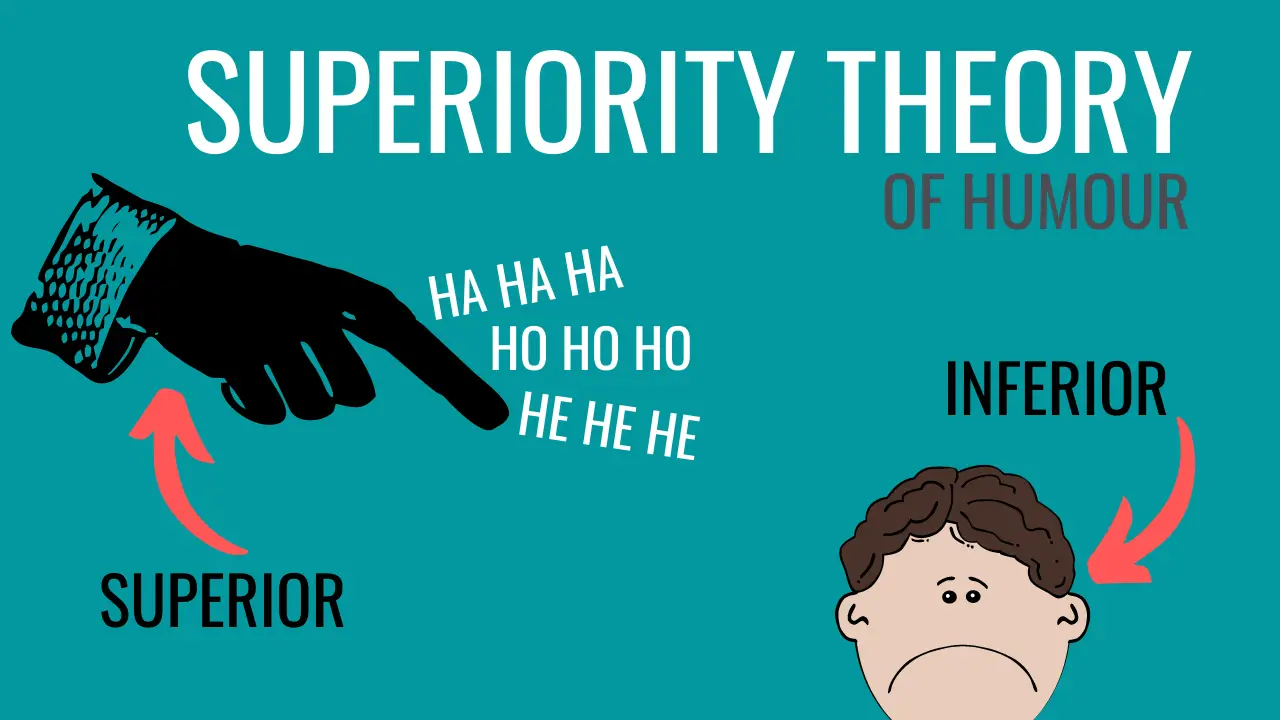 SUPERIORITY THEORY
OF HUMOUR
HA HA HA
HO HO HO
HE HE HE
INFERIOR
SUPERIOR